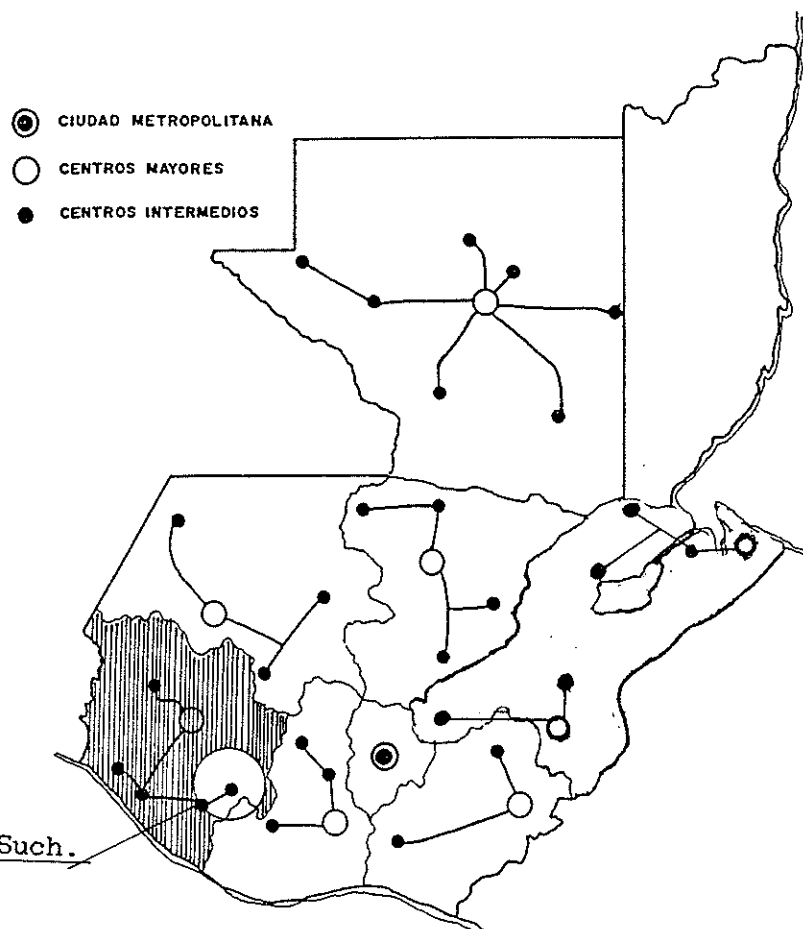 CIUDAD METROPOLITANA
CENTROS MAYORES
CENTROS INTERMEDIOS
Such.